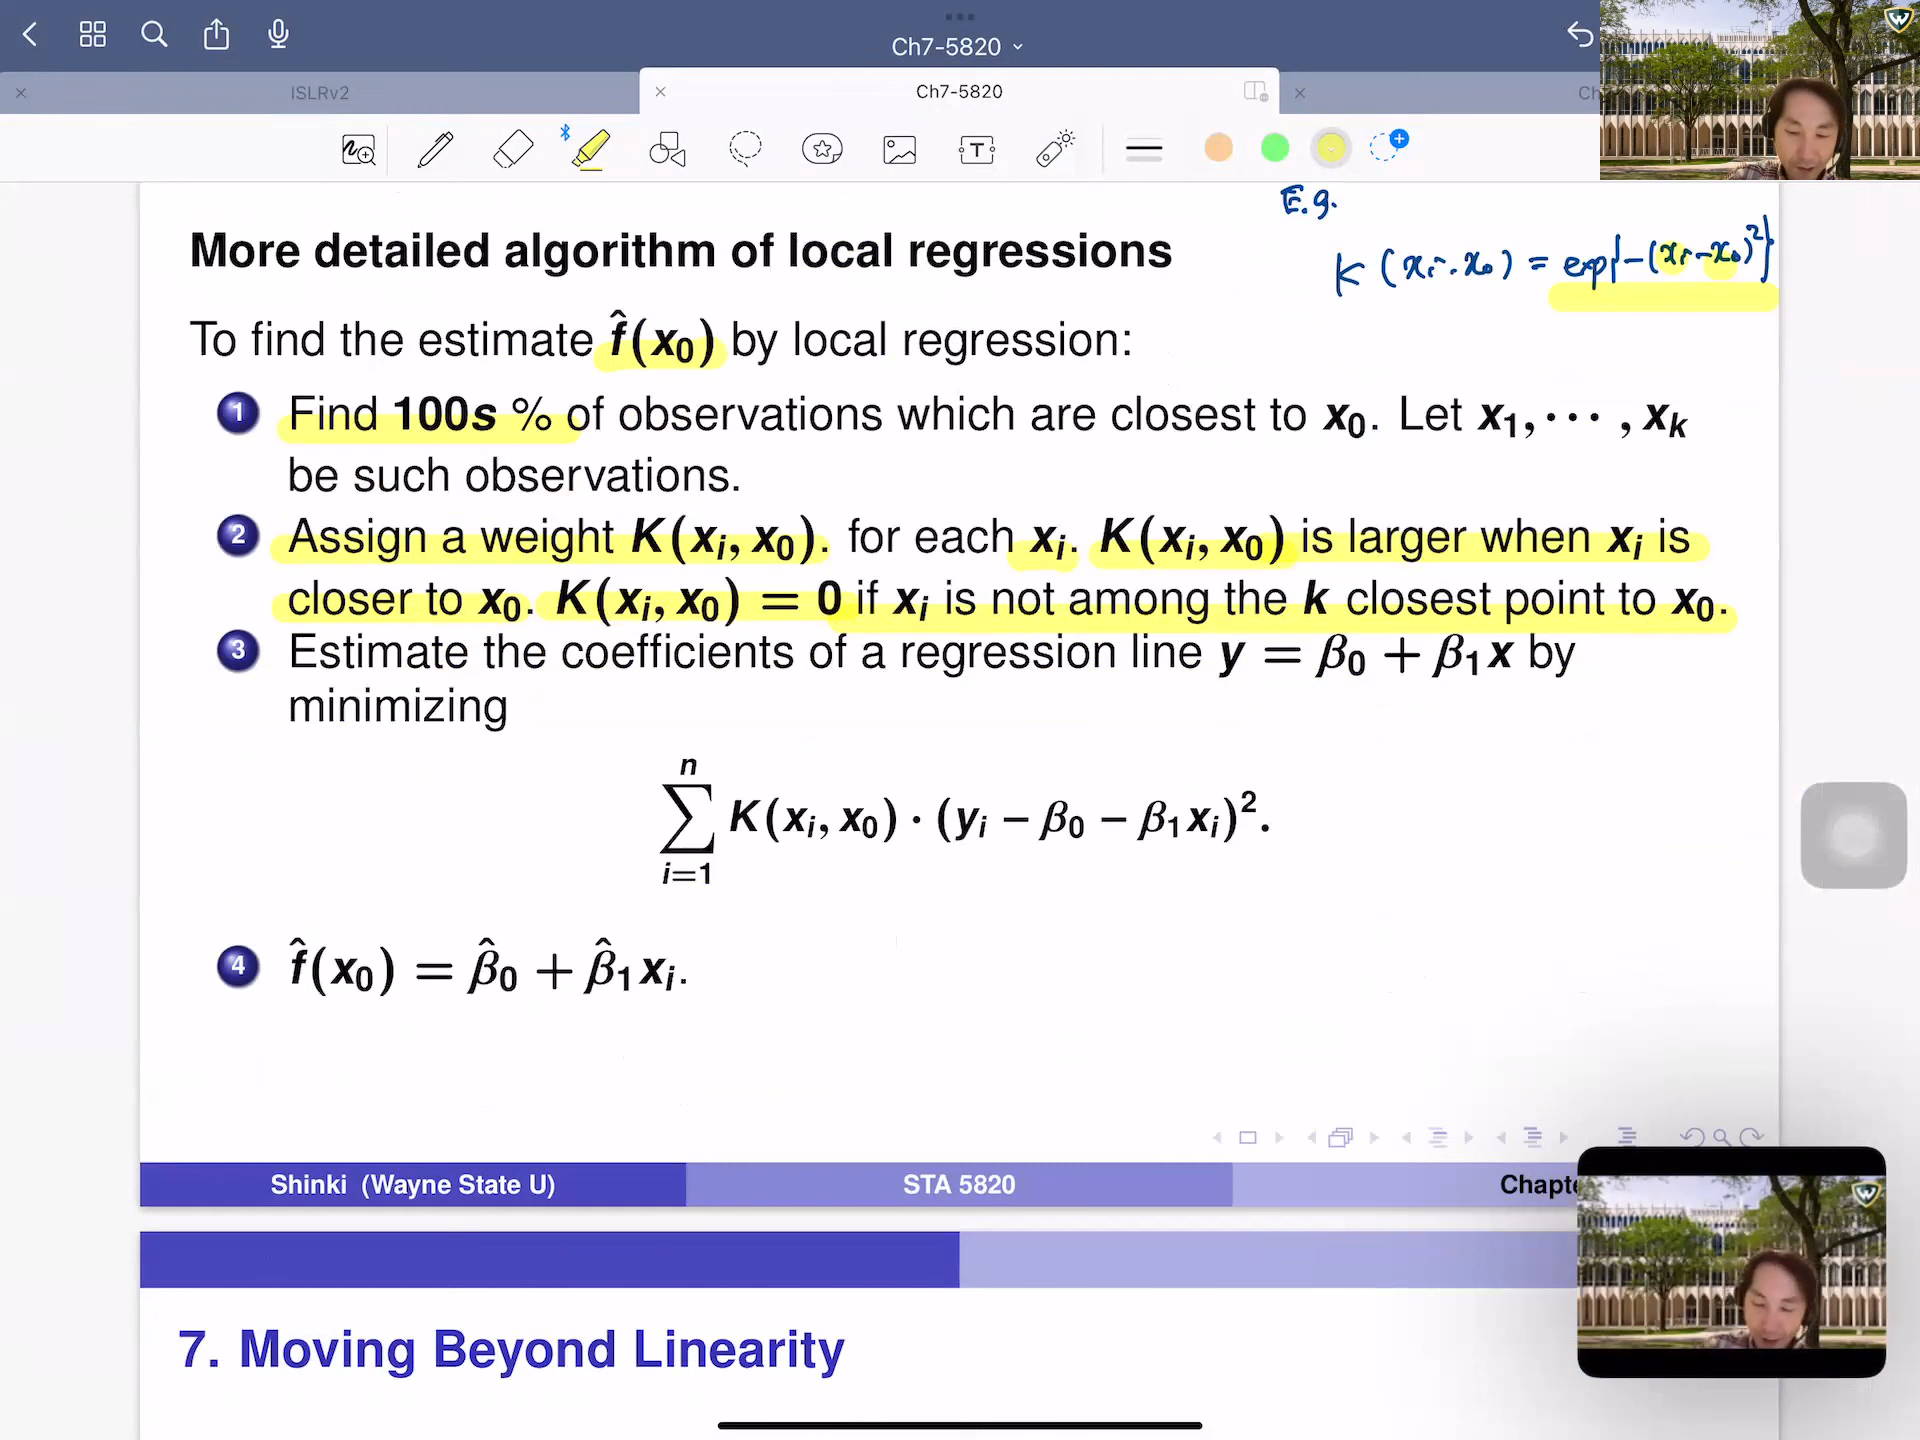 Ch7-5820
ISLRv2
Ch7-5820
E.g.
K(xi, x0) = exp{-(xi-x0)²}
More detailed algorithm of local regressions
To find the estimate f̂(x₀) by local regression:
1 Find 100s % of observations which are closest to x₀. Let x₁, ⋯ , xₖ
be such observations.
2 Assign a weight K(xᵢ, x₀). for each xᵢ. K(xᵢ, x₀) is larger when xᵢ is
closer to x₀. K(xᵢ, x₀) = 0 if xᵢ is not among the k closest point to x₀.
3 Estimate the coefficients of a regression line y = β₀ + β₁x by
minimizing
∑ⁿᵢ₌₁ K(xᵢ, x₀) · (yᵢ − β₀ − β₁xᵢ)².
4 f̂(x₀) = β̂₀ + β̂₁xᵢ.
Shinki (Wayne State U)
STA 5820
7. Moving Beyond Linearity